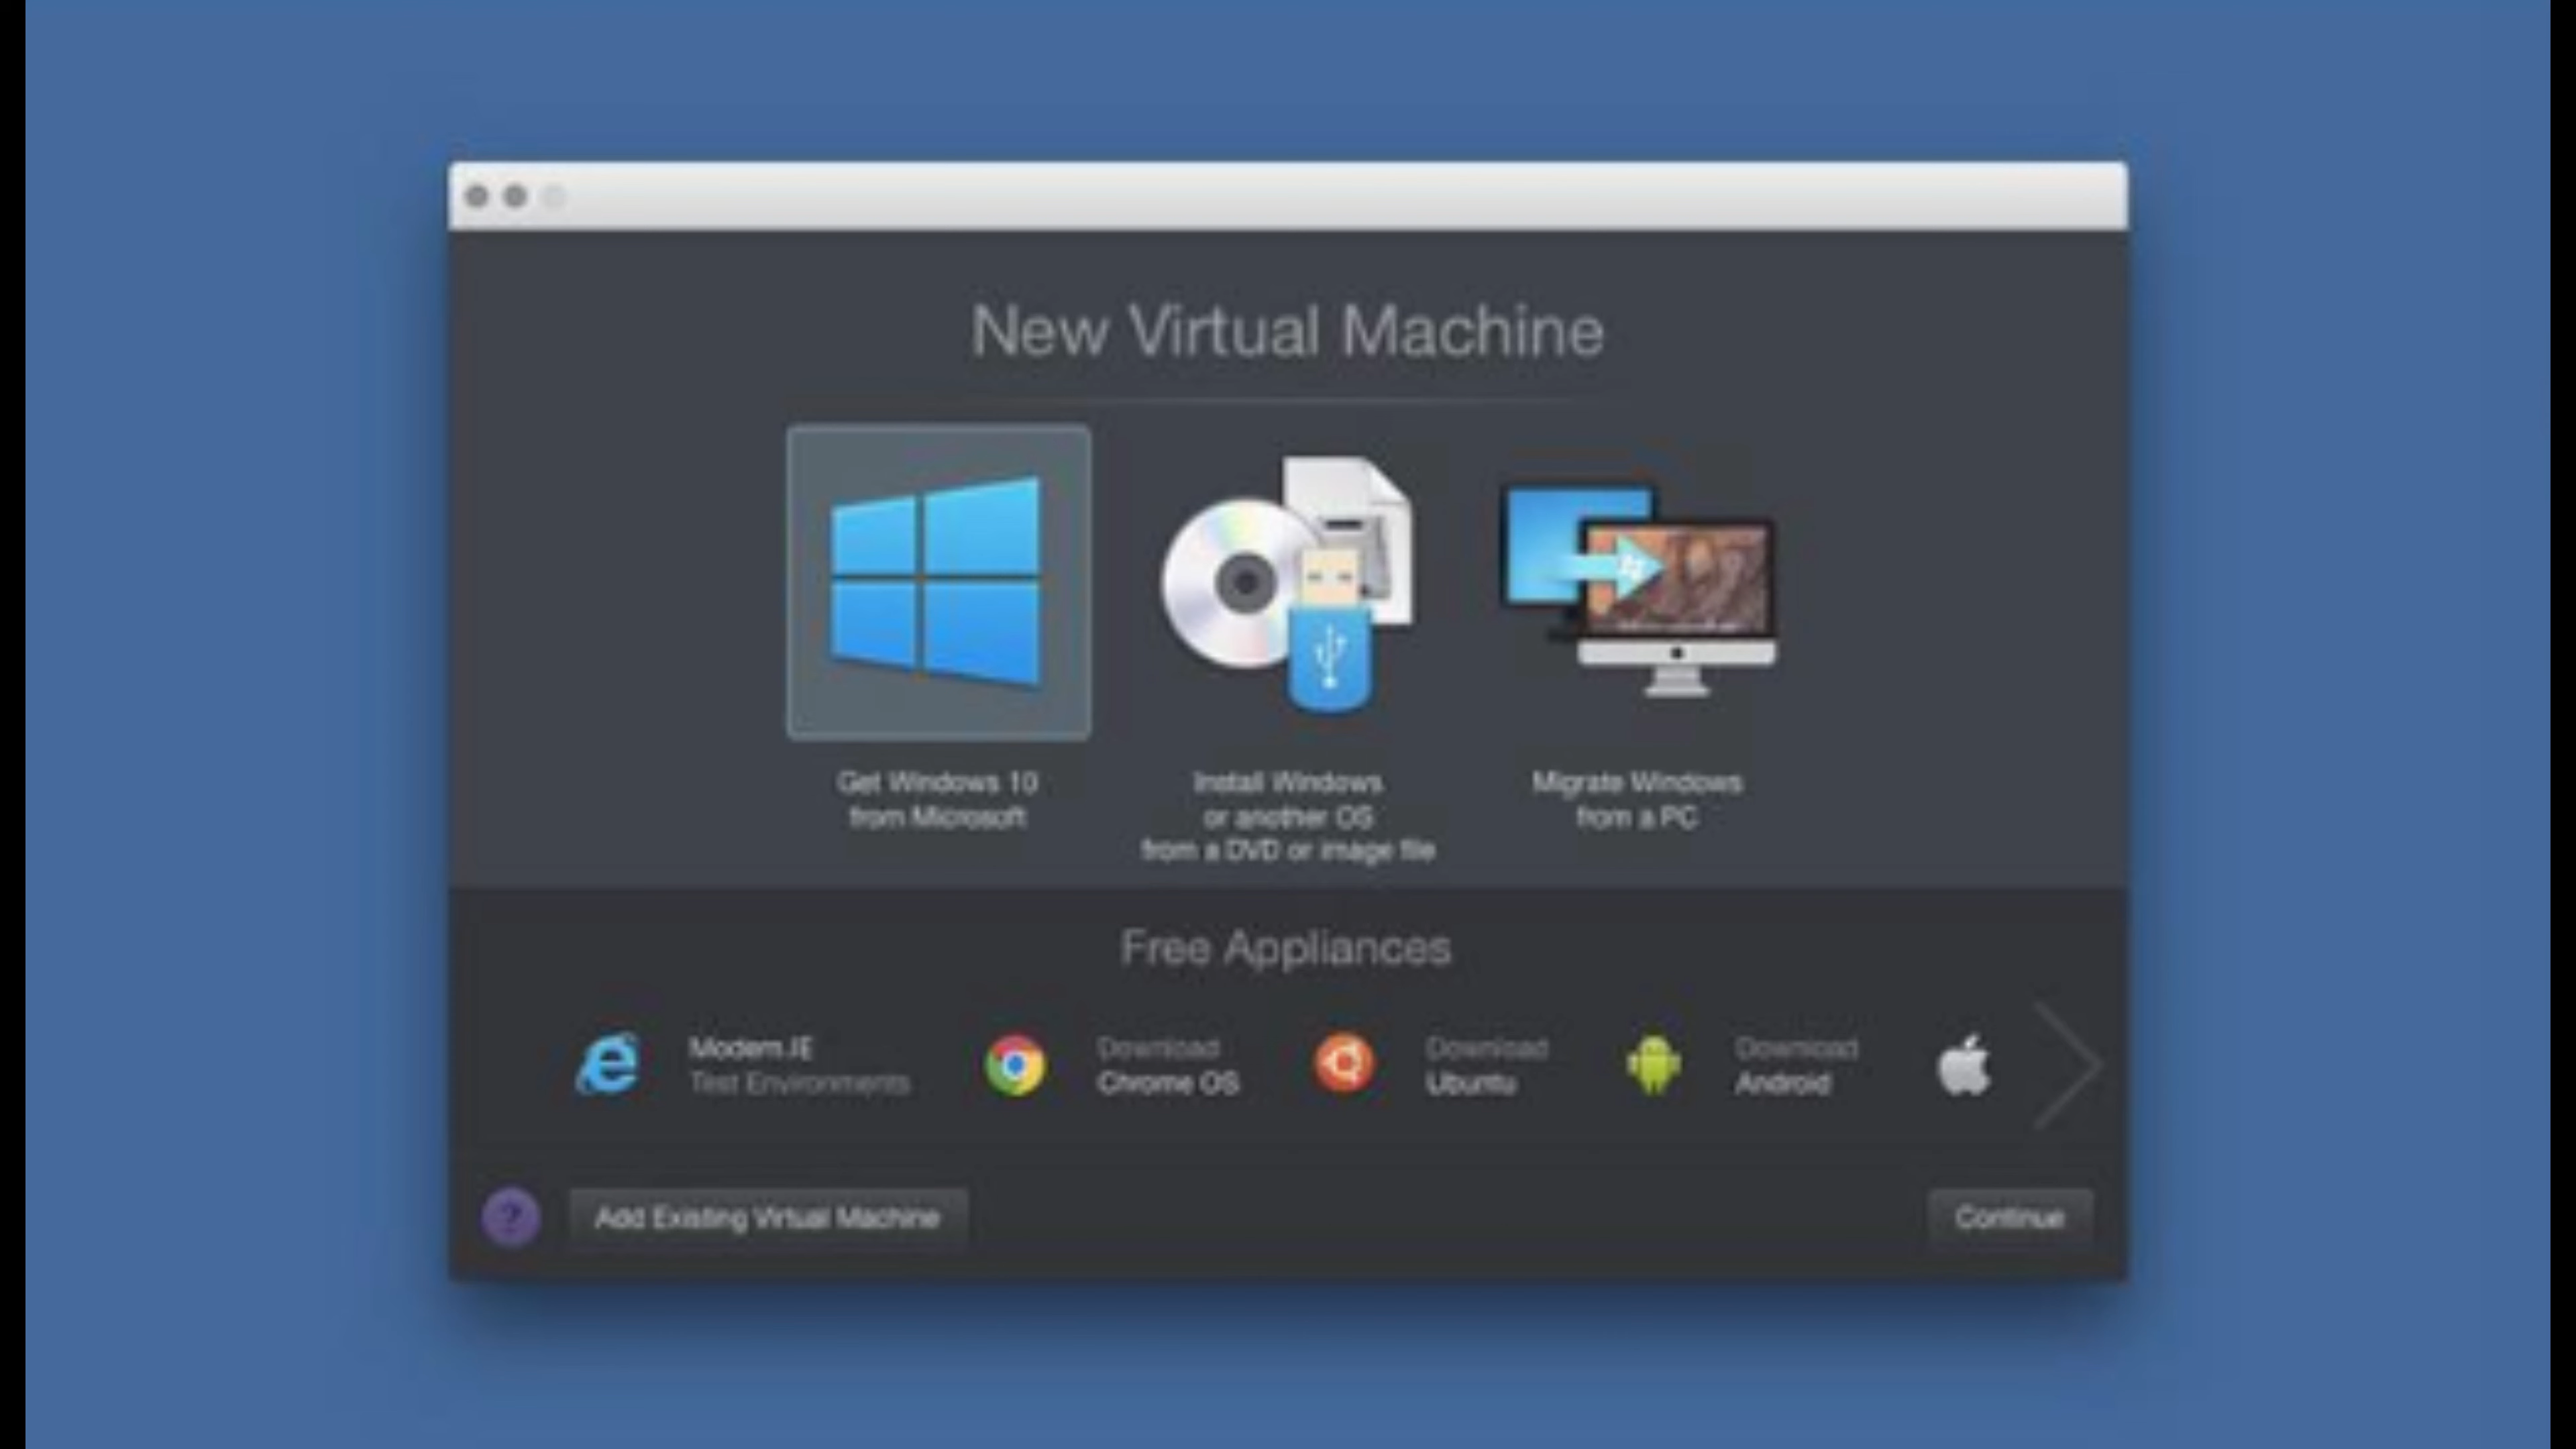 New Virtual Machine
Get Windows 10
from Microsoft
Install Windows
or another OS
from a DVD or image file
Migrate Windows
from a PC
Free Appliances
Modern.IE
Test Environments
Download
Chrome OS
Download
Ubuntu
Download
Android
?
Add Existing Virtual Machine
Continue